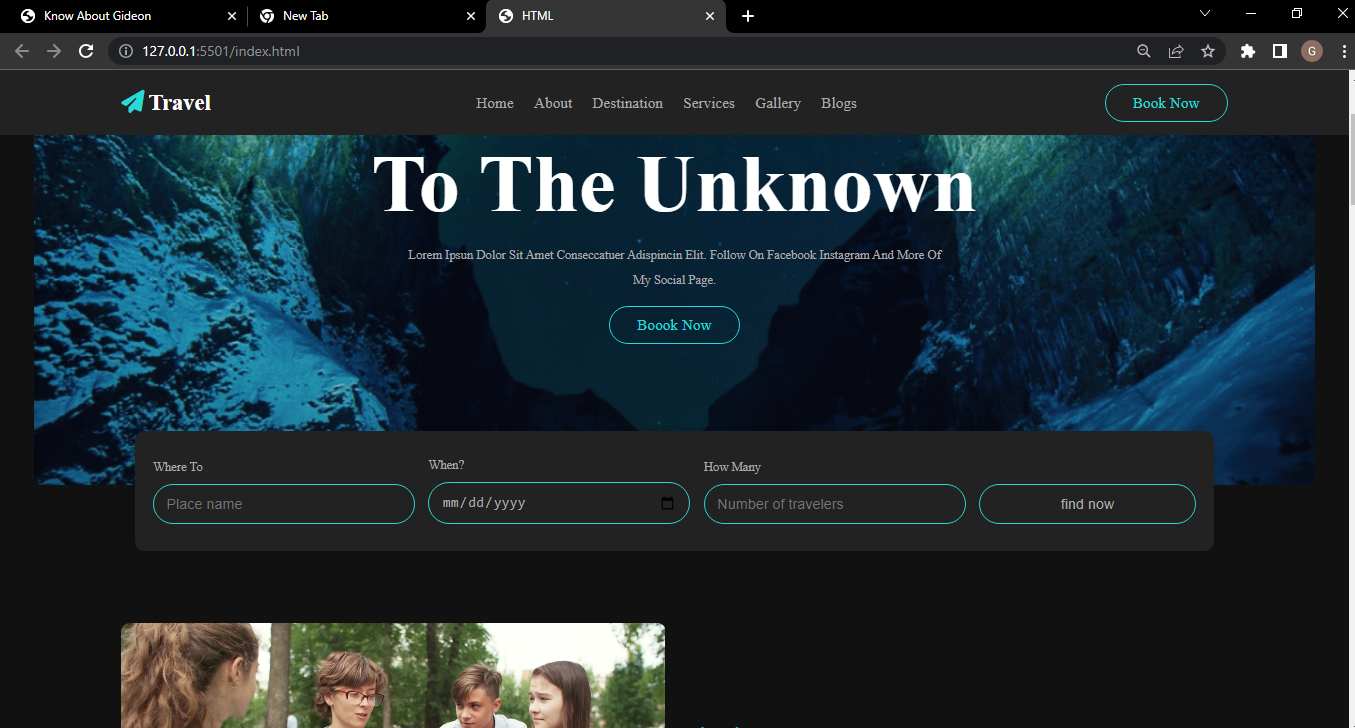 Know About Gideon
New Tab
HTML
127.0.0.1:5501/index.html
G
Travel
Home About Destination Services Gallery Blogs
Book Now
To The Unknown
Lorem Ipsun Dolor Sit Amet Conseccatuer Adispincin Elit. Follow On Facebook Instagram And More Of
My Social Page.
Boook Now
Where To
When?
How Many
Place name
mm/dd/yyyy
Number of travelers
find now